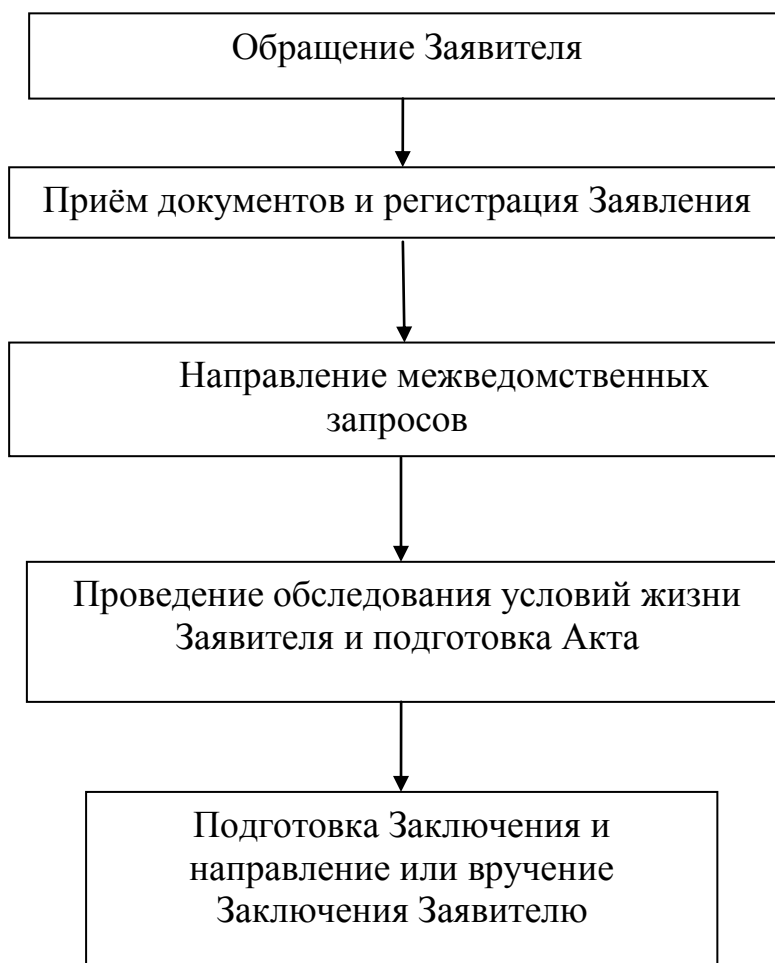 Обращение Заявителя
Приём документов и регистрация Заявления
Направление межведомственных
запросов
Проведение обследования условий жизни
Заявителя и подготовка Акта
Подготовка Заключения и
направление или вручение
Заключения Заявителю